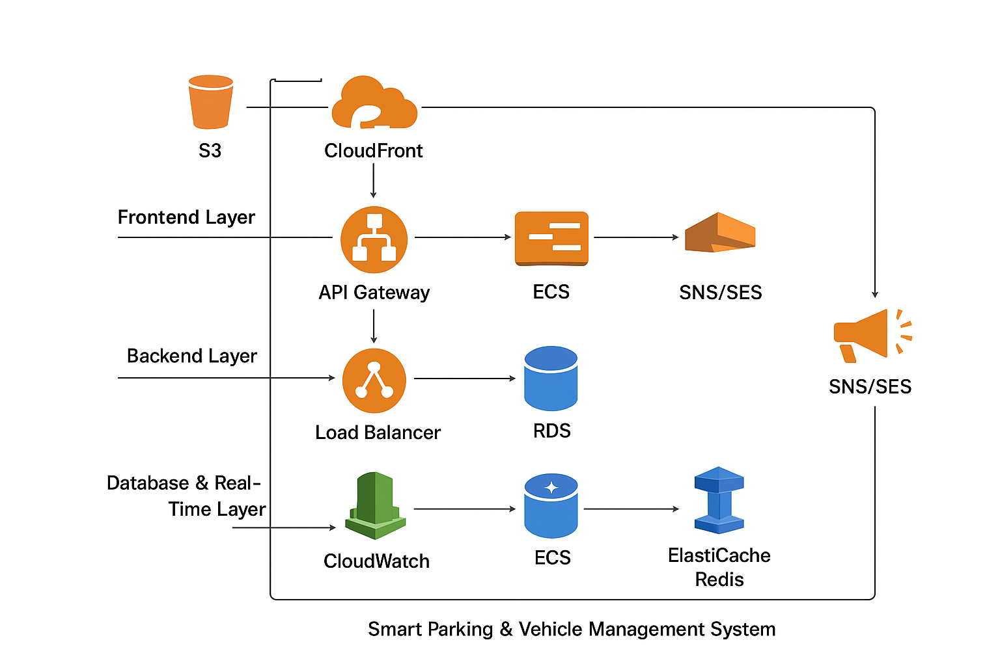 S3
CloudFront
Frontend Layer
API Gateway
ECS
SNS/SES
Backend Layer
Load Balancer
RDS
SNS/SES
Database & Real-
Time Layer
CloudWatch
ECS
ElastiCache
Redis
Smart Parking & Vehicle Management System